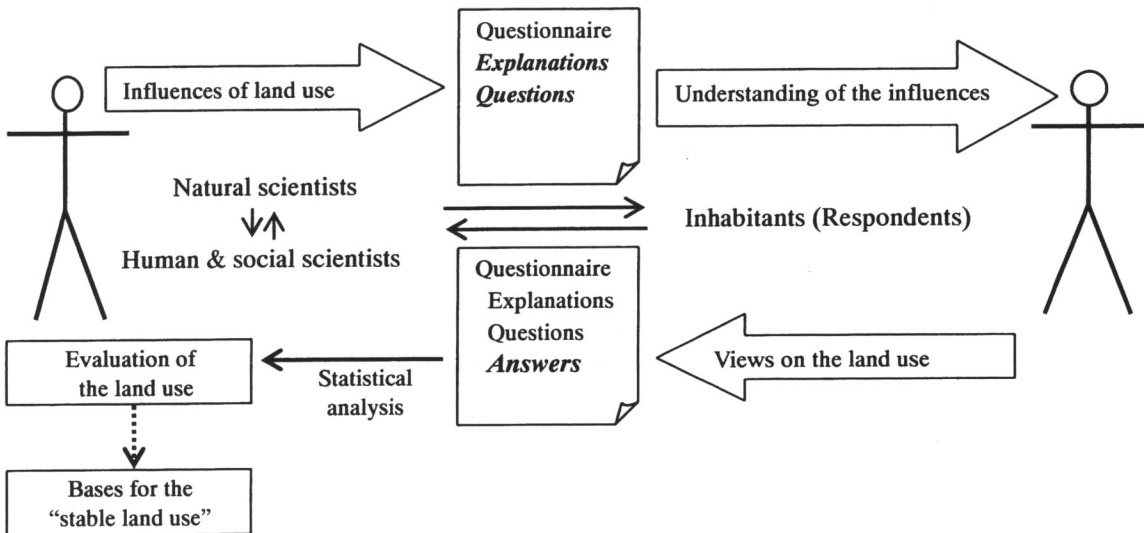 Questionnaire
Explanations
Questions
Influences of land use
Understanding of the influences
Natural scientists
Human & social scientists
Inhabitants (Respondents)
Questionnaire
Explanations
Questions
Answers
Views on the land use
Statistical
analysis
Evaluation of
the land use
Bases for the
“stable land use”